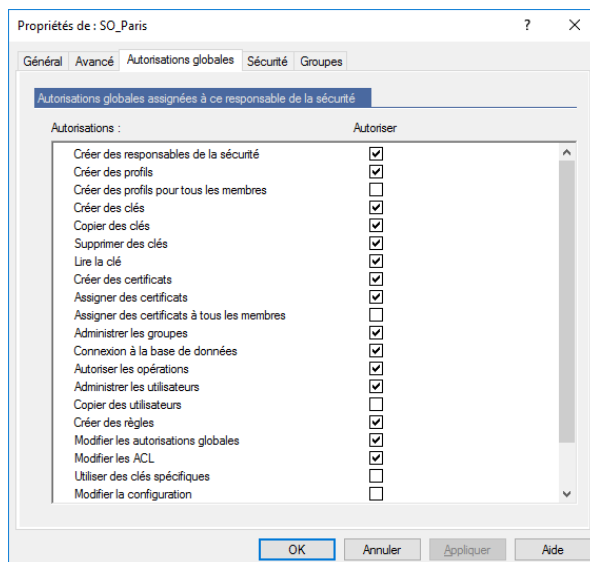 Propriétés de : SO_Paris
Général Avancé Autorisations globales Sécurité Groupes
Autorisations globales assignées à ce responsable de la sécurité
Autorisations : Autoriser
Créer des responsables de la sécurité
Créer des profils
Créer des profils pour tous les membres
Créer des clés
Copier des clés
Supprimer des clés
Lire la clé
Créer des certificats
Assigner des certificats
Assigner des certificats à tous les membres
Administrer les groupes
Connexion à la base de données
Autoriser les opérations
Administrer les utilisateurs
Copier des utilisateurs
Créer des règles
Modifier les autorisations globales
Modifier les ACL
Utiliser des clés spécifiques
Modifier la configuration
OK Annuler Appliquer Aide